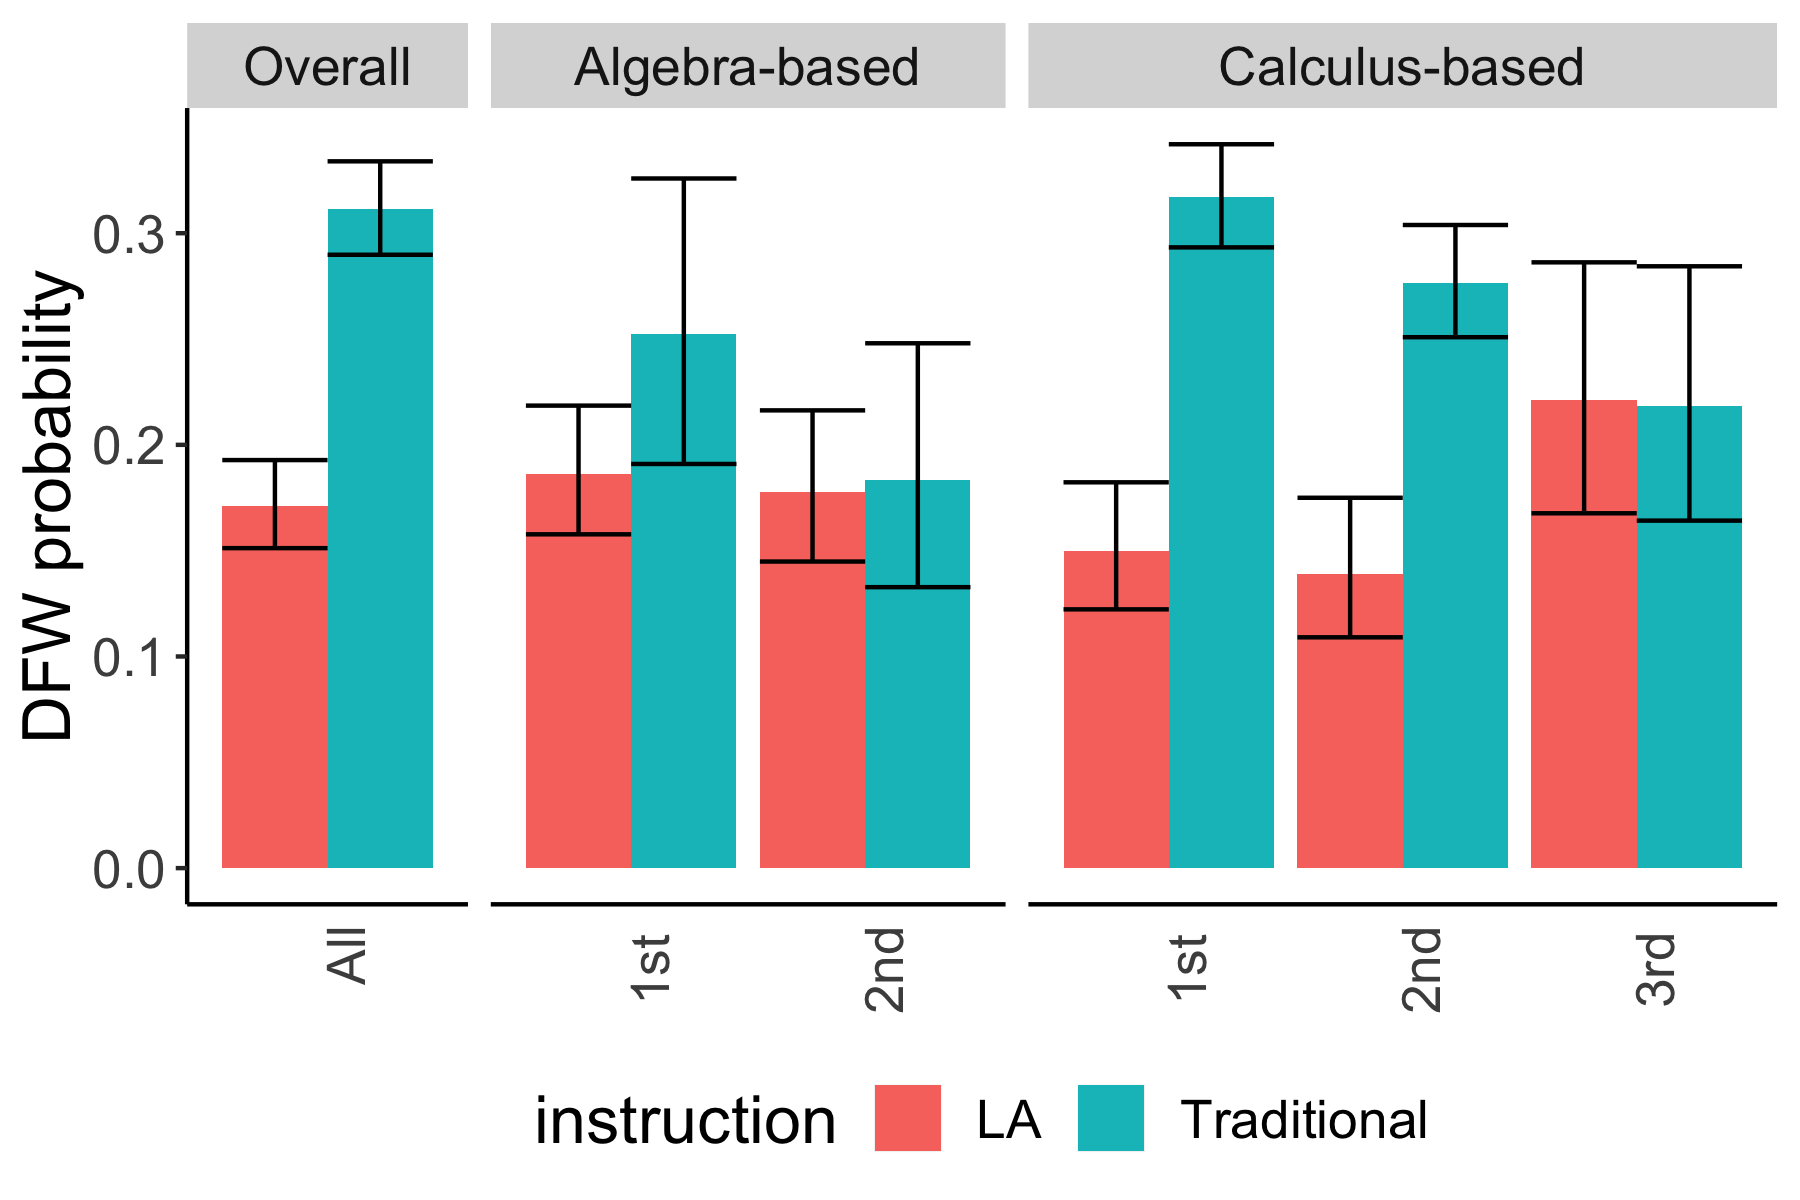 Overall
Algebra-based
Calculus-based
DFW probability
0.3
0.2
0.1
0.0
All
1st
2nd
1st
2nd
3rd
instruction LA Traditional